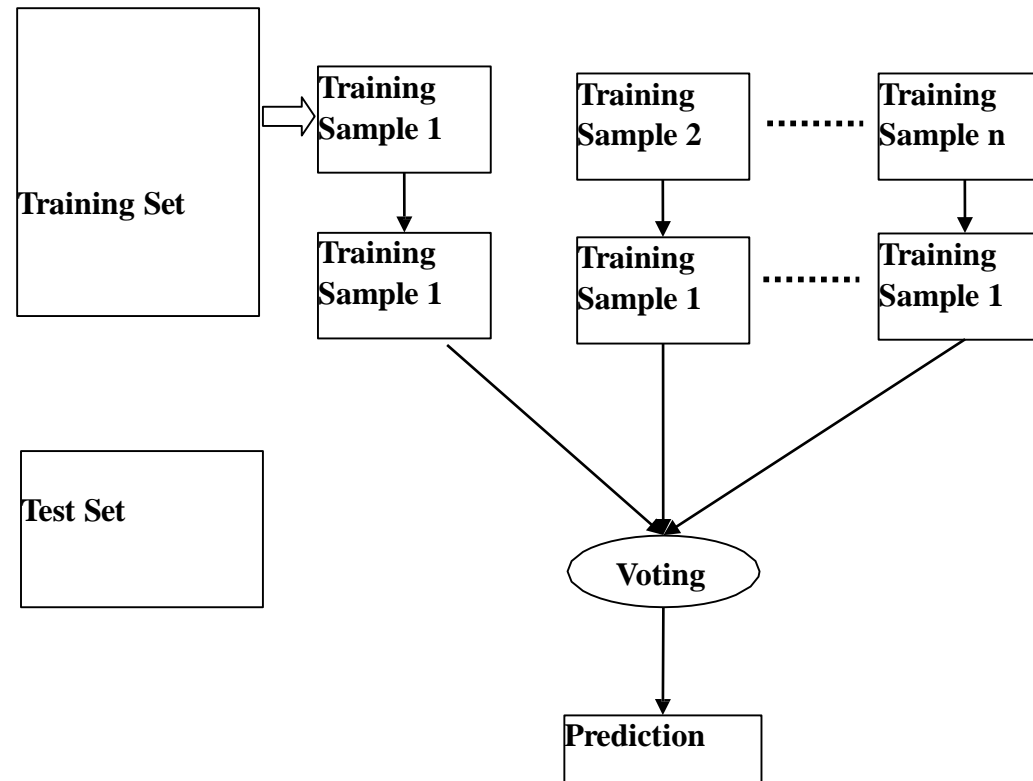 Training
Sample 1
Training
Sample 2
Training
Sample n
Training Set
Training
Sample 1
Training
Sample 1
Training
Sample 1
Test Set
Voting
Prediction